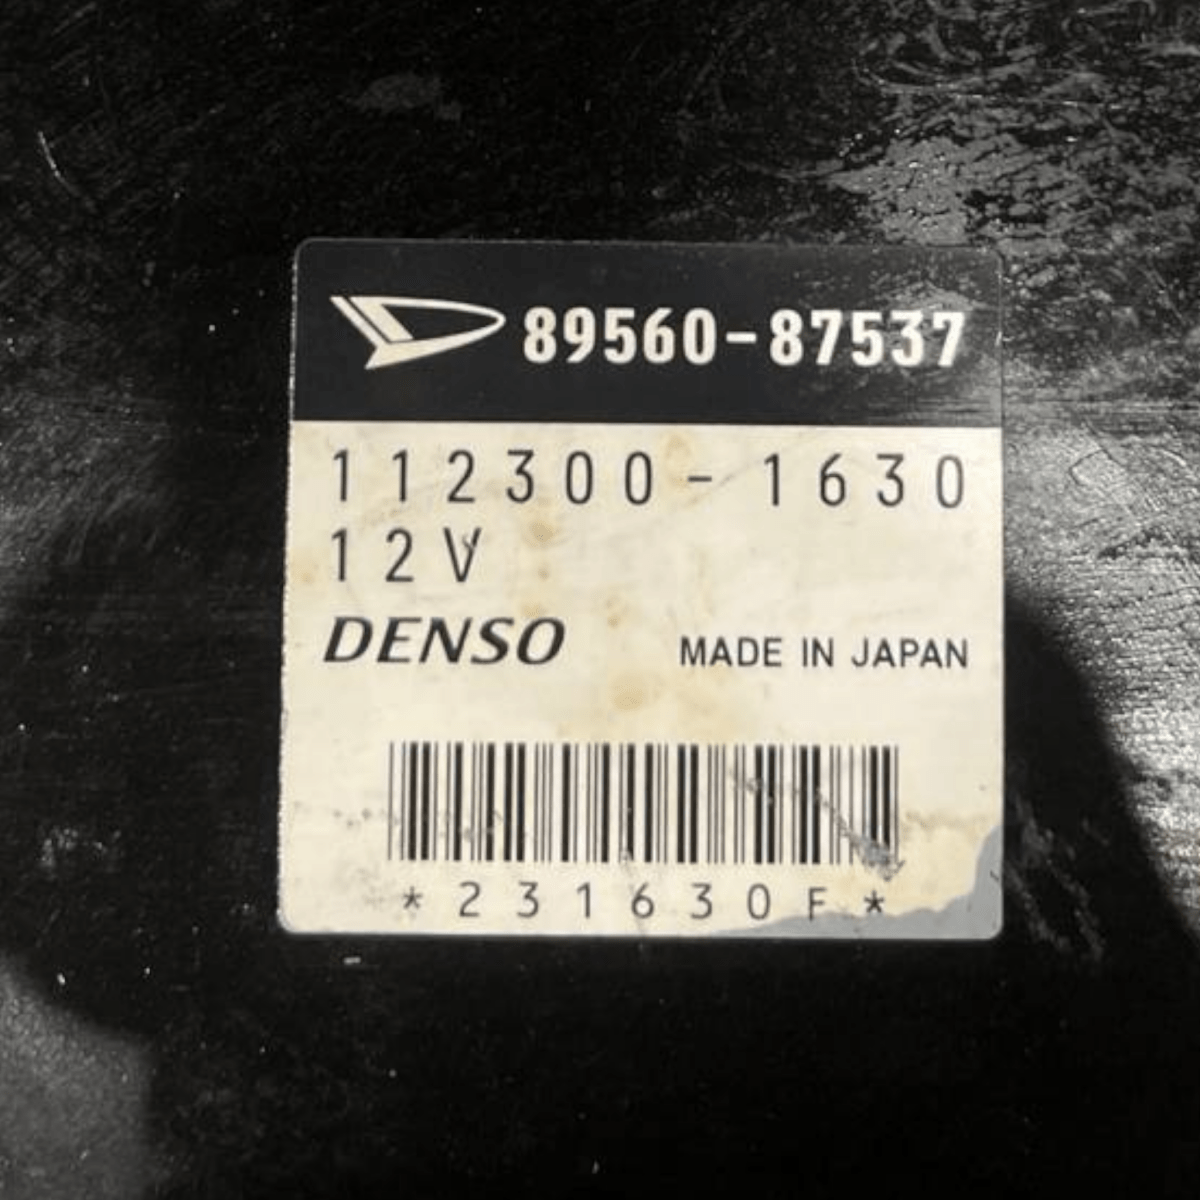 89560-87537
112300-1630
12V
DENSO MADE IN JAPAN
*231630F*